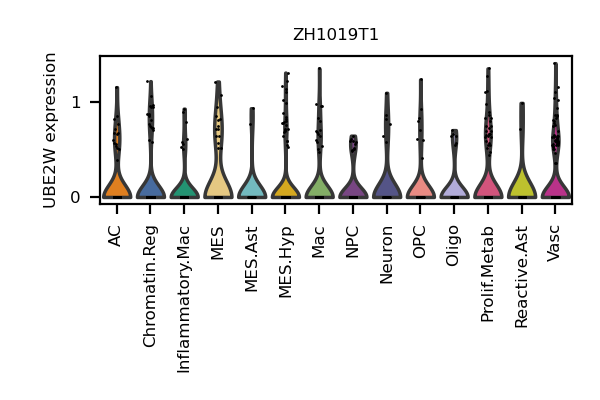 ZH1019T1
UBE2W expression
1
0
AC
Chromatin.Reg
Inflammatory.Mac
MES
MES.Ast
MES.Hyp
Mac
NPC
Neuron
OPC
Oligo
Prolif.Metab
Reactive.Ast
Vasc